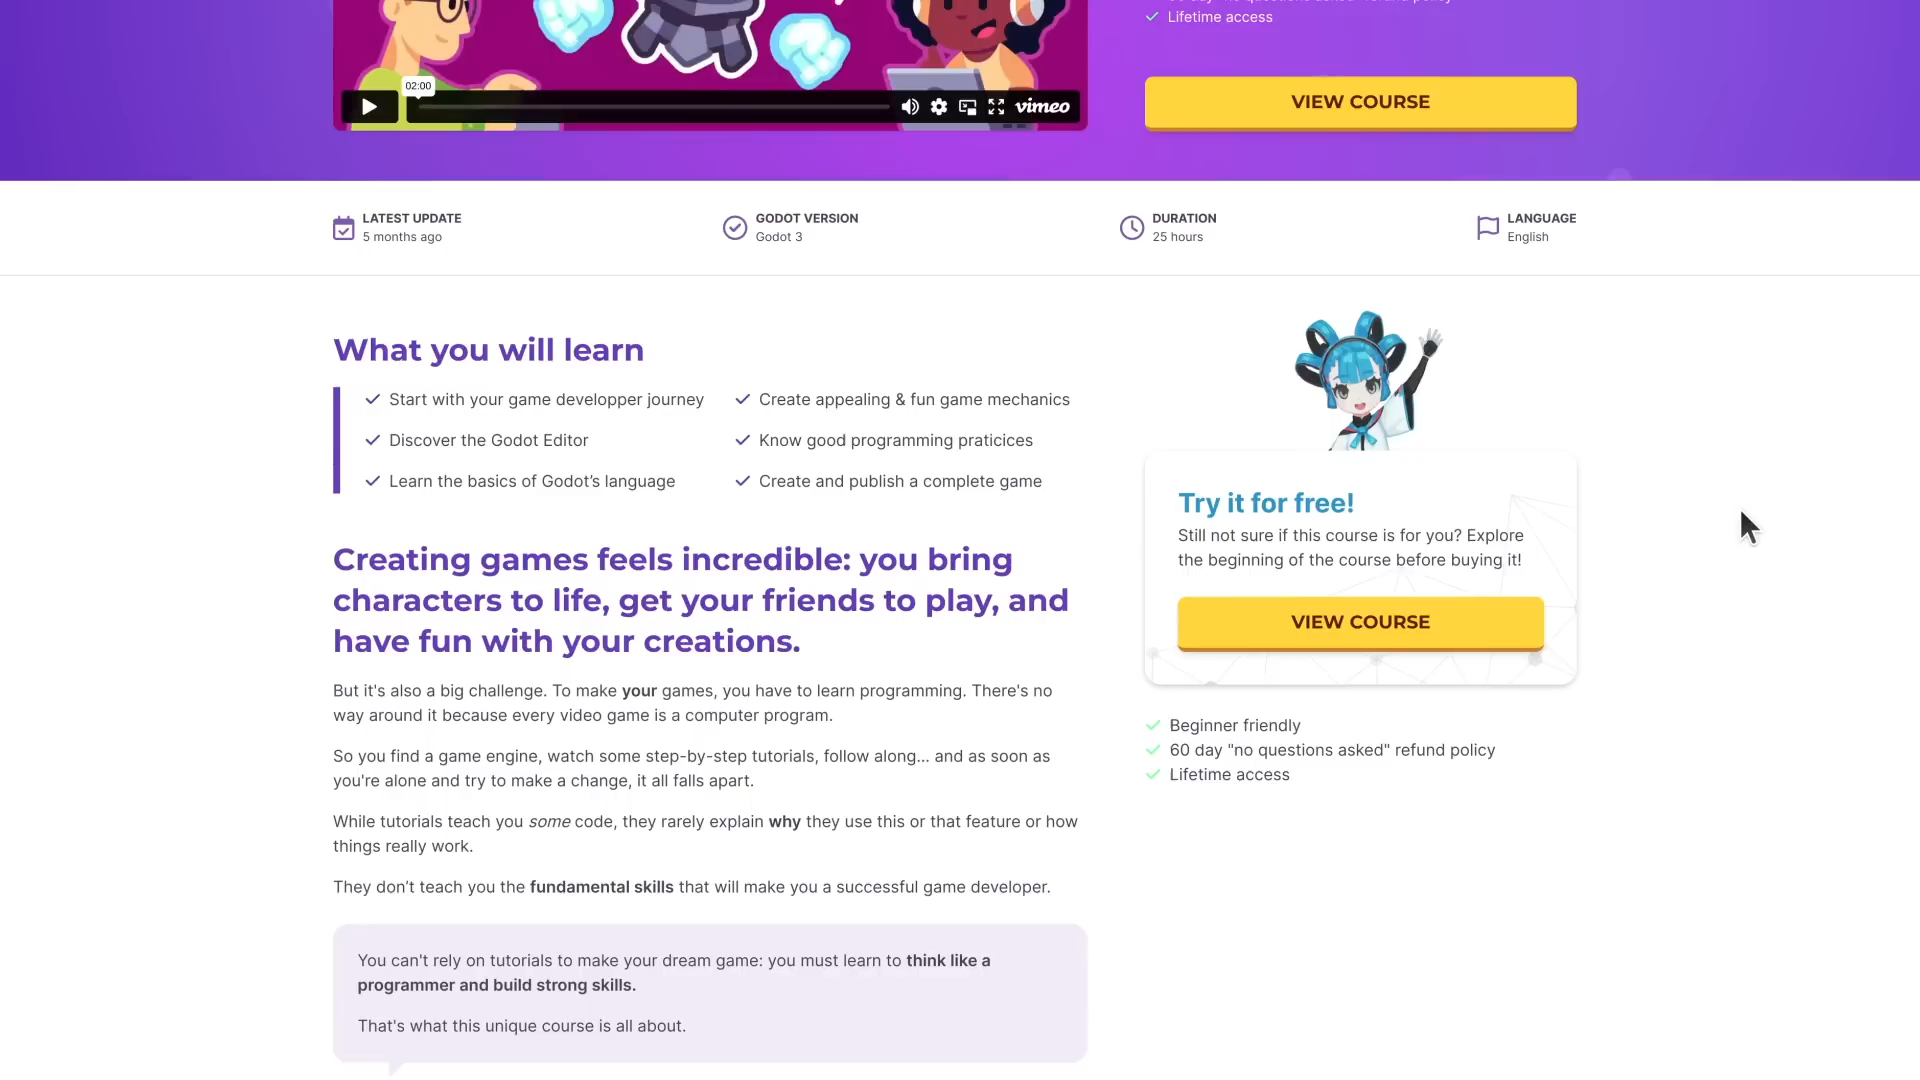 Lifetime access
02:00
vimeo
VIEW COURSE
LATEST UPDATE
5 months ago
GODOT VERSION
Godot 3
DURATION
25 hours
LANGUAGE
English
What you will learn
Start with your game developper journey
Create appealing & fun game mechanics
Discover the Godot Editor
Know good programming praticices
Learn the basics of Godot’s language
Create and publish a complete game
Creating games feels incredible: you bring
characters to life, get your friends to play, and
have fun with your creations.
But it's also a big challenge. To make your games, you have to learn programming. There's no
way around it because every video game is a computer program.
So you find a game engine, watch some step-by-step tutorials, follow along... and as soon as
you're alone and try to make a change, it all falls apart.
While tutorials teach you some code, they rarely explain why they use this or that feature or how
things really work.
They don’t teach you the fundamental skills that will make you a successful game developer.
You can't rely on tutorials to make your dream game: you must learn to think like a
programmer and build strong skills.
That's what this unique course is all about.
Try it for free!
Still not sure if this course is for you? Explore
the beginning of the course before buying it!
VIEW COURSE
Beginner friendly
60 day "no questions asked" refund policy
Lifetime access